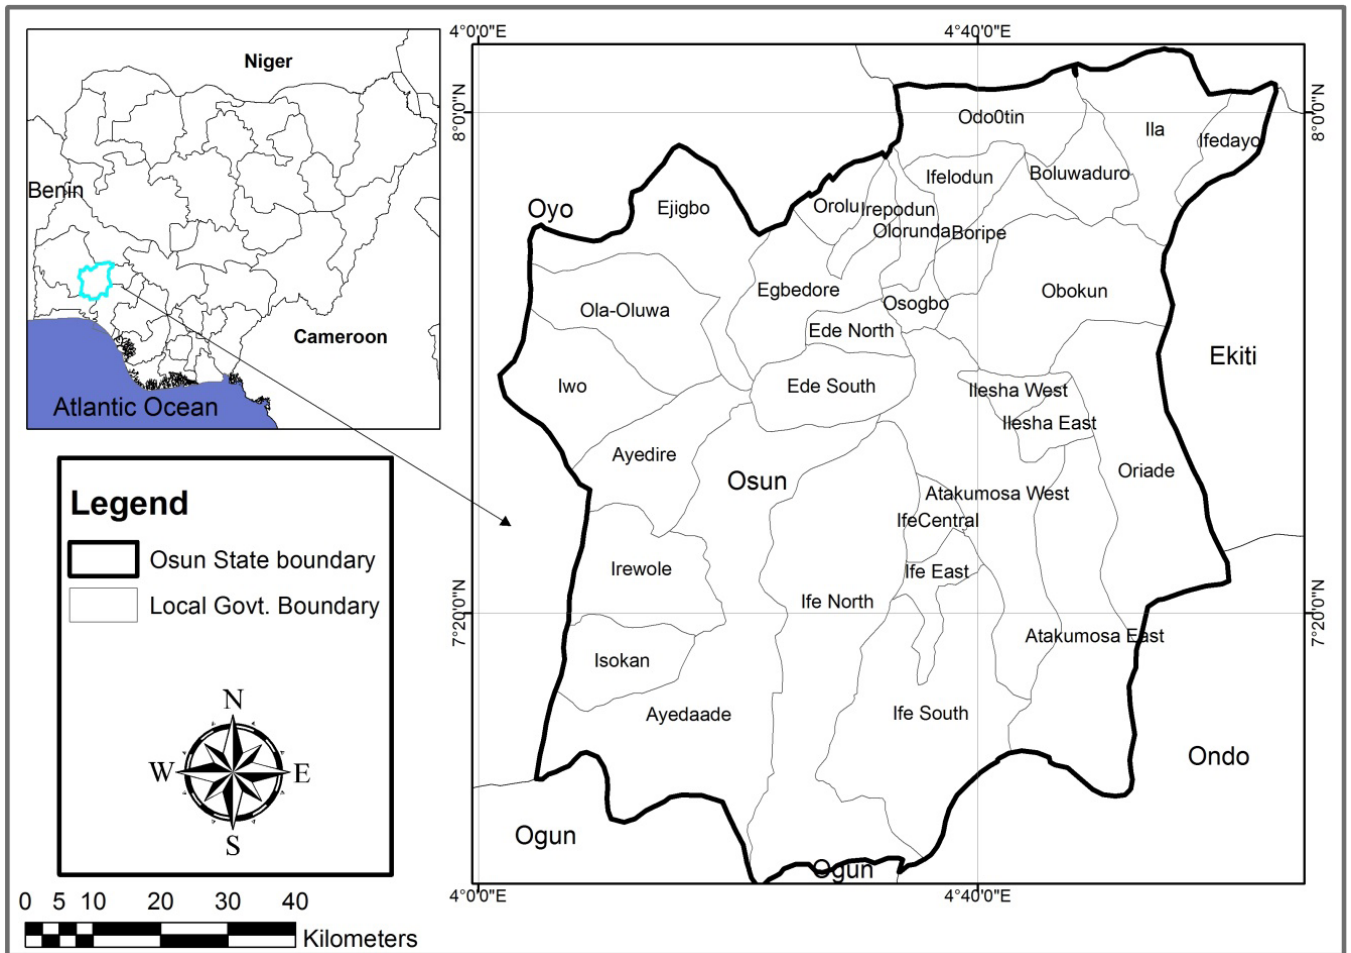 Niger
Benin
Cameroon
Atlantic Ocean
Legend
Osun State boundary
Local Govt. Boundary
N
W
E
S
0 5 10 20 30 40
Kilometers
4°0'0"E
4°40'0"E
8°0'0"N
8°0'0"N
7°20'0"N
7°20'0"N
4°0'0"E
4°40'0"E
Oyo
Ekiti
Ondo
Ogun
Ogun
Osun
Odo0tin
Ila
Ifedayo
Ifelodun
Boluwaduro
Ejigbo
Orolu
Irepodun
Olorunda
Boripe
Egbedore
Obokun
Osogbo
Ola-Oluwa
Ede North
Iwo
Ede South
Ilesha West
Ilesha East
Ayedire
Oriade
Atakumosa West
IfeCentral
Irewole
Ife East
Ife North
Atakumosa East
Isokan
Ayedaade
Ife South